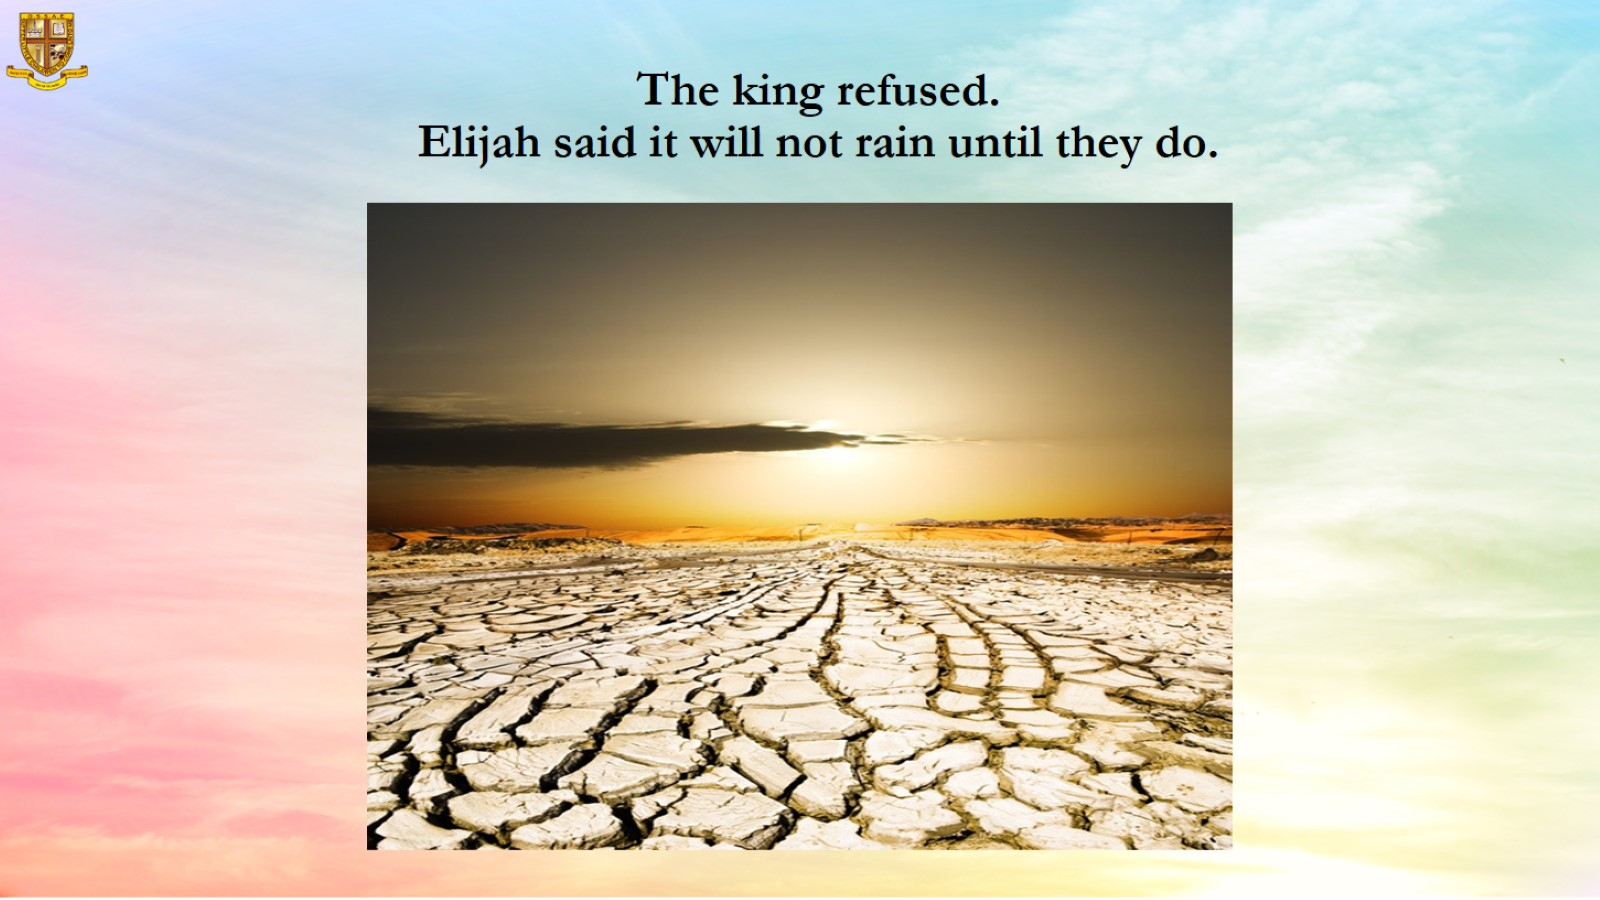 The king refused.
Elijah said it will not rain until they do.